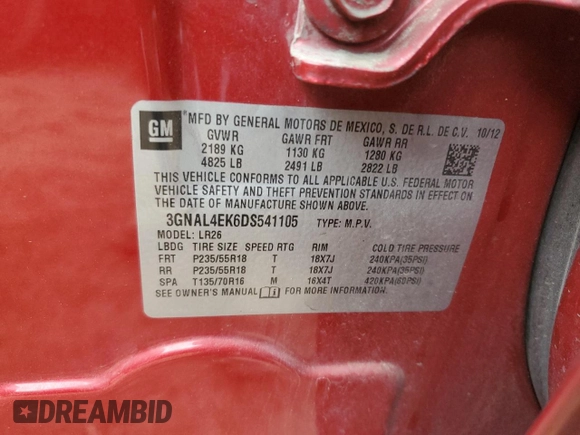 GM
MFD BY GENERAL MOTORS DE MEXICO, S. DE R.L. DE C.V. 10/12
GVWR GAWR FRT GAWR RR
2189 KG 1130 KG 1280 KG
4825 LB 2491 LB 2822 LB
THIS VEHICLE CONFORMS TO ALL APPLICABLE U.S. FEDERAL MOTOR
VEHICLE SAFETY AND THEFT PREVENTION STANDARDS IN EFFECT ON
THE DATE OF MANUFACTURE SHOWN ABOVE.
3GNAL4EK6DS541105 TYPE: M.P.V.
MODEL: LR26
LBDG TIRE SIZE SPEED RTG RIM COLD TIRE PRESSURE
FRT P235/55R18 T 18X7J 240KPA(35PSI)
RR P235/55R18 T 18X7J 240KPA(35PSI)
SPA T135/70R16 M 16X4T 420KPA(60PSI)
SEE OWNER'S MANUAL FOR MORE INFORMATION.
DREAMBID